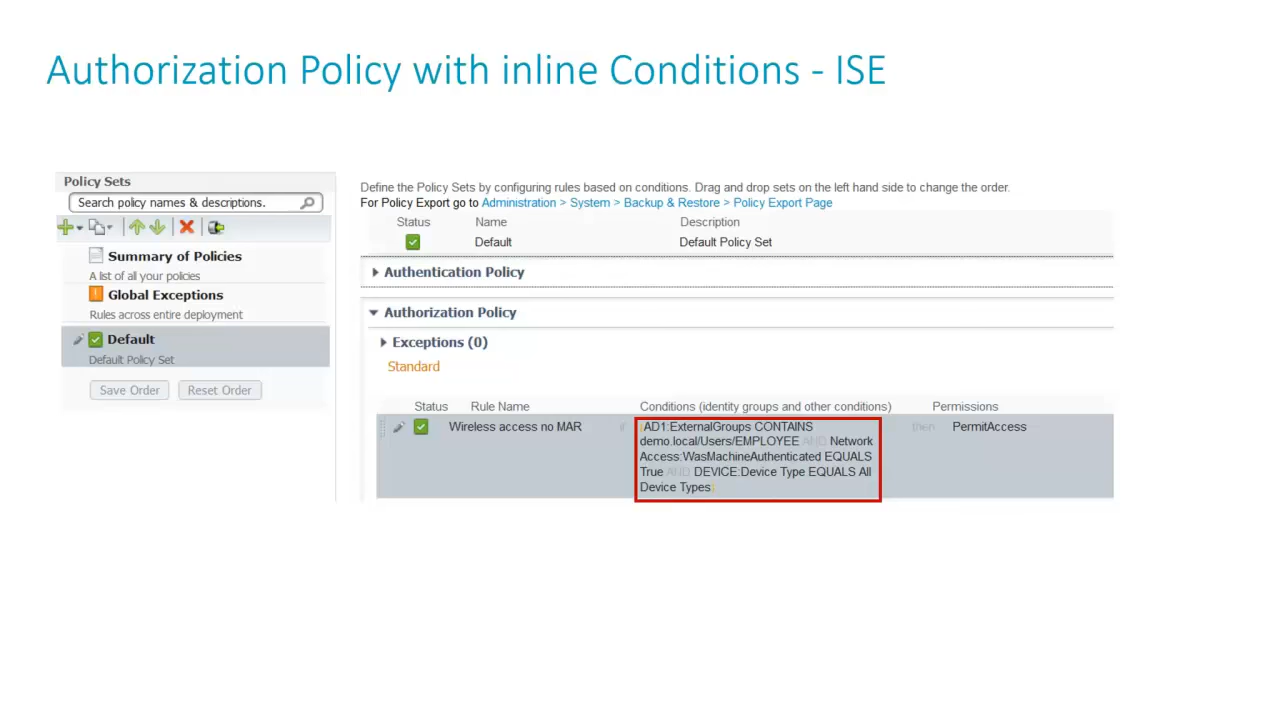 Authorization Policy with inline Conditions - ISE
Policy Sets
Search policy names & descriptions.
Summary of Policies
A list of all your policies
Global Exceptions
Rules across entire deployment
Default
Default Policy Set
Save Order
Reset Order
Define the Policy Sets by configuring rules based on conditions. Drag and drop sets on the left hand side to change the order.
For Policy Export go to Administration > System > Backup & Restore > Policy Export Page
Status Name Description
Default Default Policy Set
Authentication Policy
Authorization Policy
Exceptions (0)
Standard
Status Rule Name Conditions (identity groups and other conditions) Permissions
Wireless access no MAR if (AD1:ExternalGroups CONTAINS then PermitAccess
demo.local/Users/EMPLOYEE AND Network
Access:WasMachineAuthenticated EQUALS
True AND DEVICE:Device Type EQUALS All
Device Types)